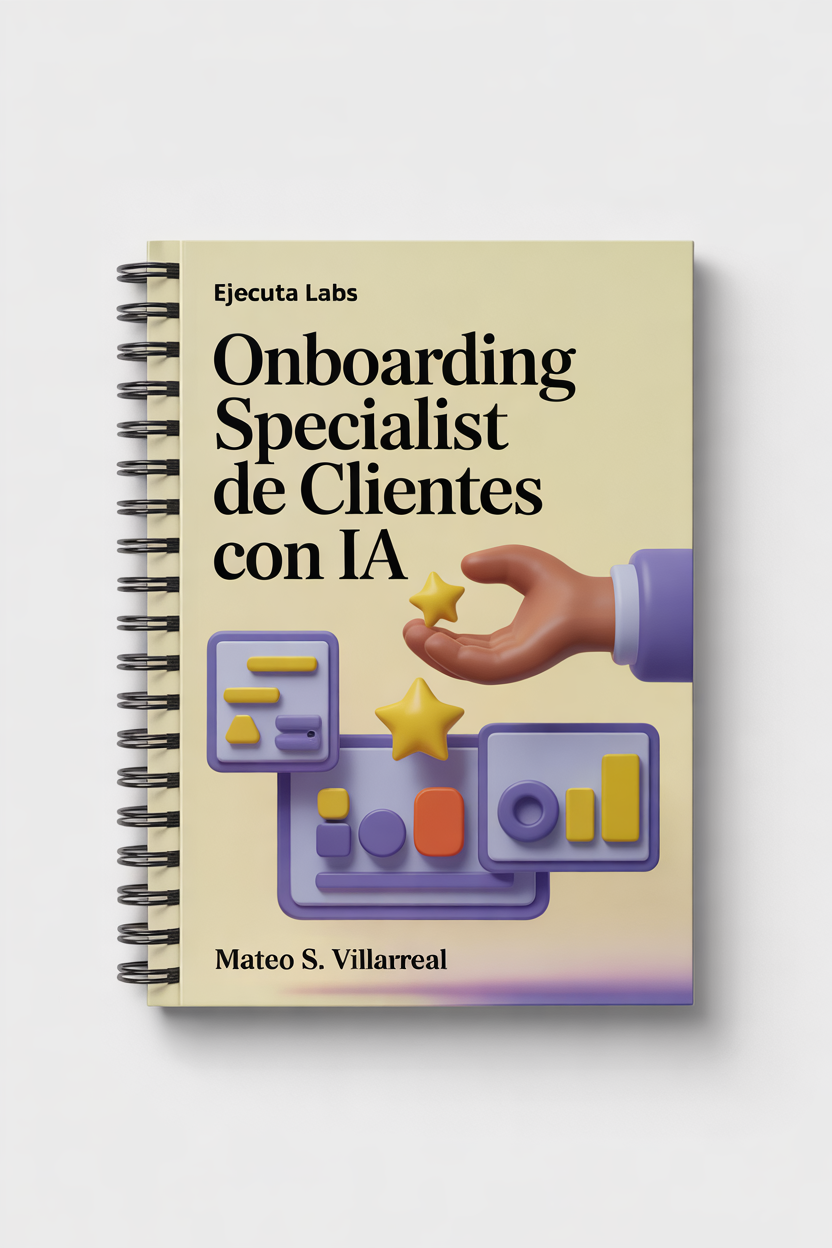 Ejecuta Labs
Onboarding
Specialist
de Clientes
con IA
Mateo S. Villarreal